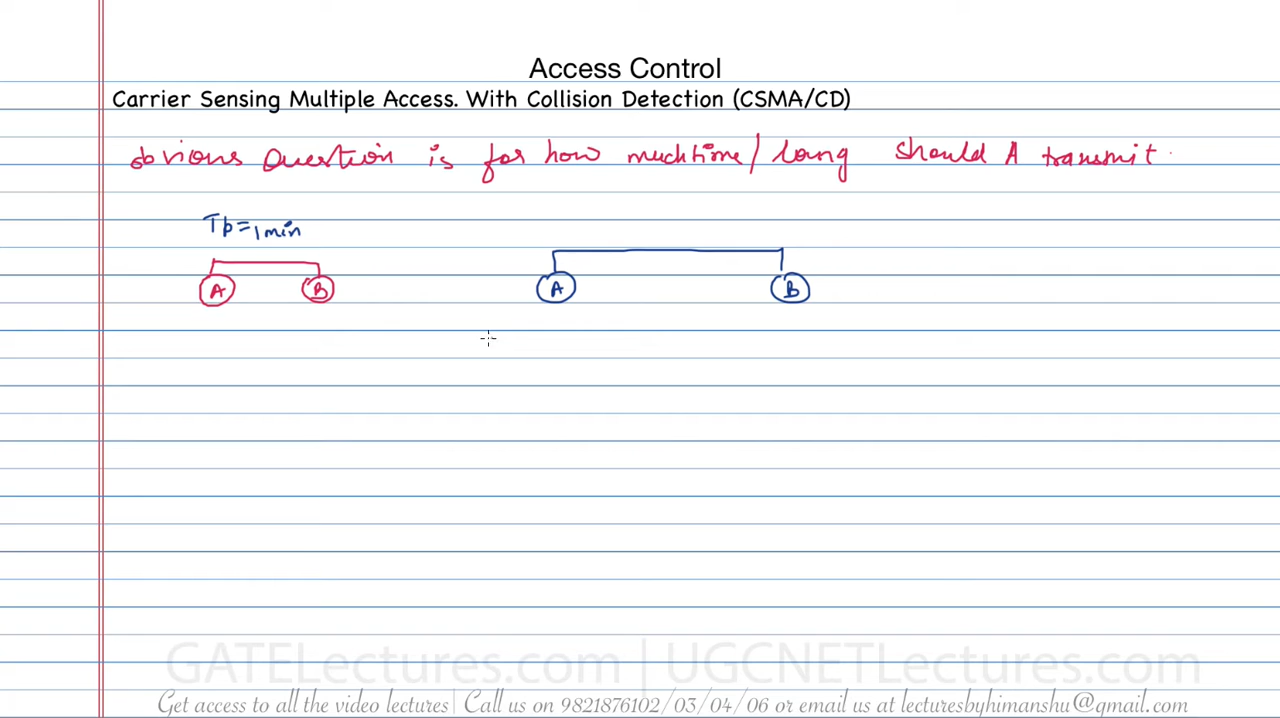 Access Control
Carrier Sensing Multiple Access. With Collision Detection (CSMA/CD)
obvious Question is for how much time/long should A transmit.
Tp=1min
A B A B
GATELectures.com | UGCNETLectures.com
Get access to all the video lectures| Call us on 9821876102/03/04/06 or email us at lecturesbyhimanshu@gmail.com